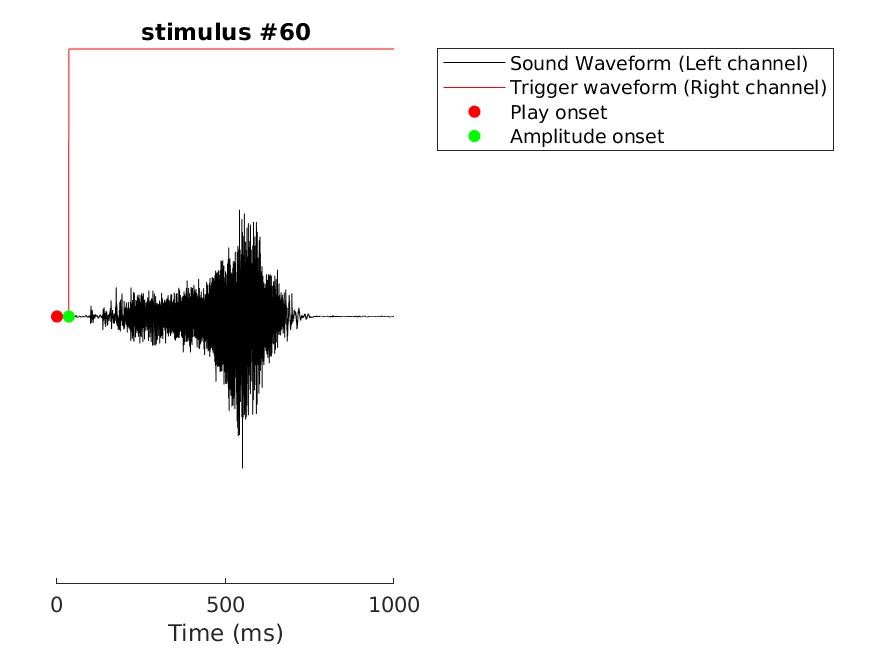 stimulus #60
Sound Waveform (Left channel)
Trigger waveform (Right channel)
Play onset
Amplitude onset
0 500 1000
Time (ms)